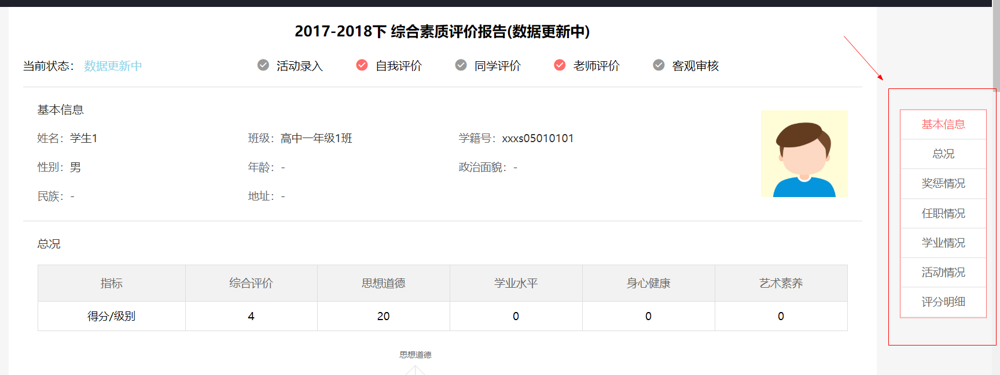 2017-2018下 综合素质评价报告(数据更新中)
当前状态： 数据更新中 活动录入 自我评价 同学评价 老师评价 客观审核
基本信息
姓名：学生1 班级：高中一年级1班 学籍号：xxxs05010101
性别：男 年龄：- 政治面貌：-
民族：- 地址：-
总况
指标 综合评价 思想道德 学业水平 身心健康 艺术素养
得分/级别 4 20 0 0 0
思想道德
基本信息
总况
奖惩情况
任职情况
学业情况
活动情况
评分明细